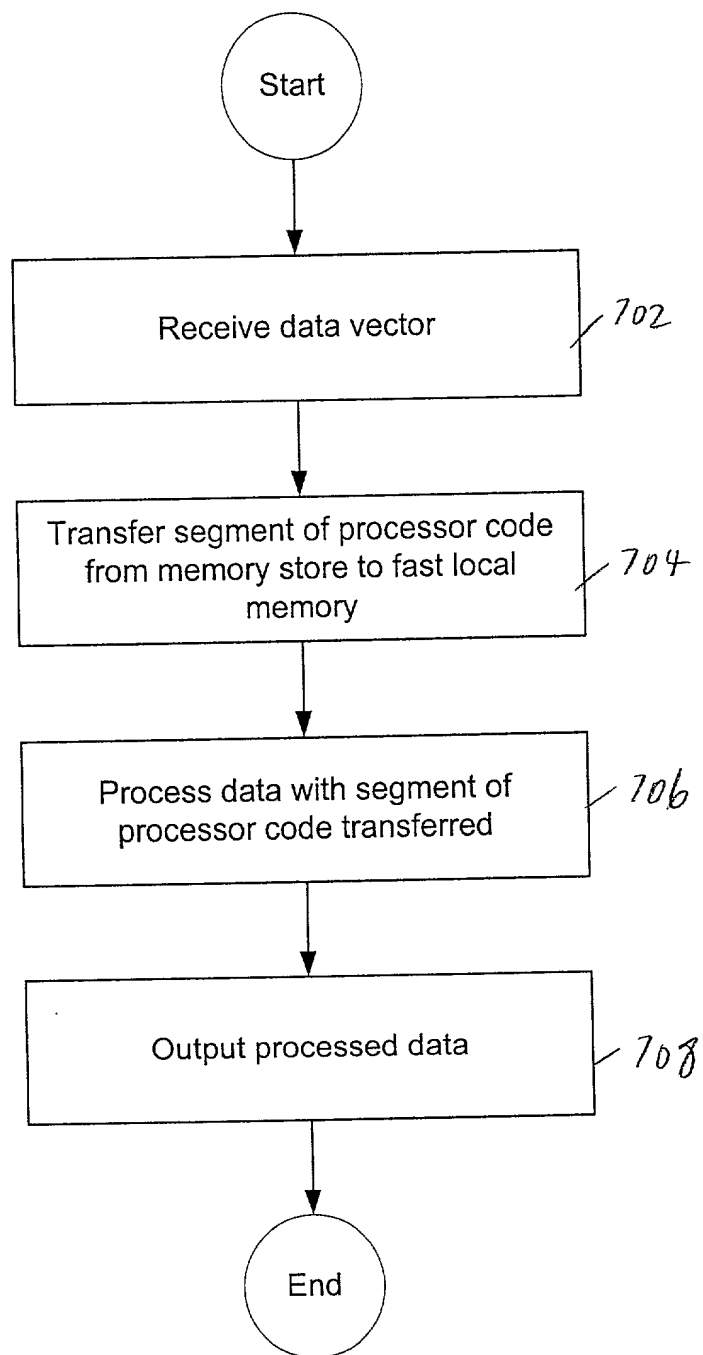 Start
Receive data vector
702
Transfer segment of processor code
from memory store to fast local
memory
704
Process data with segment of
processor code transferred
706
Output processed data
708
End